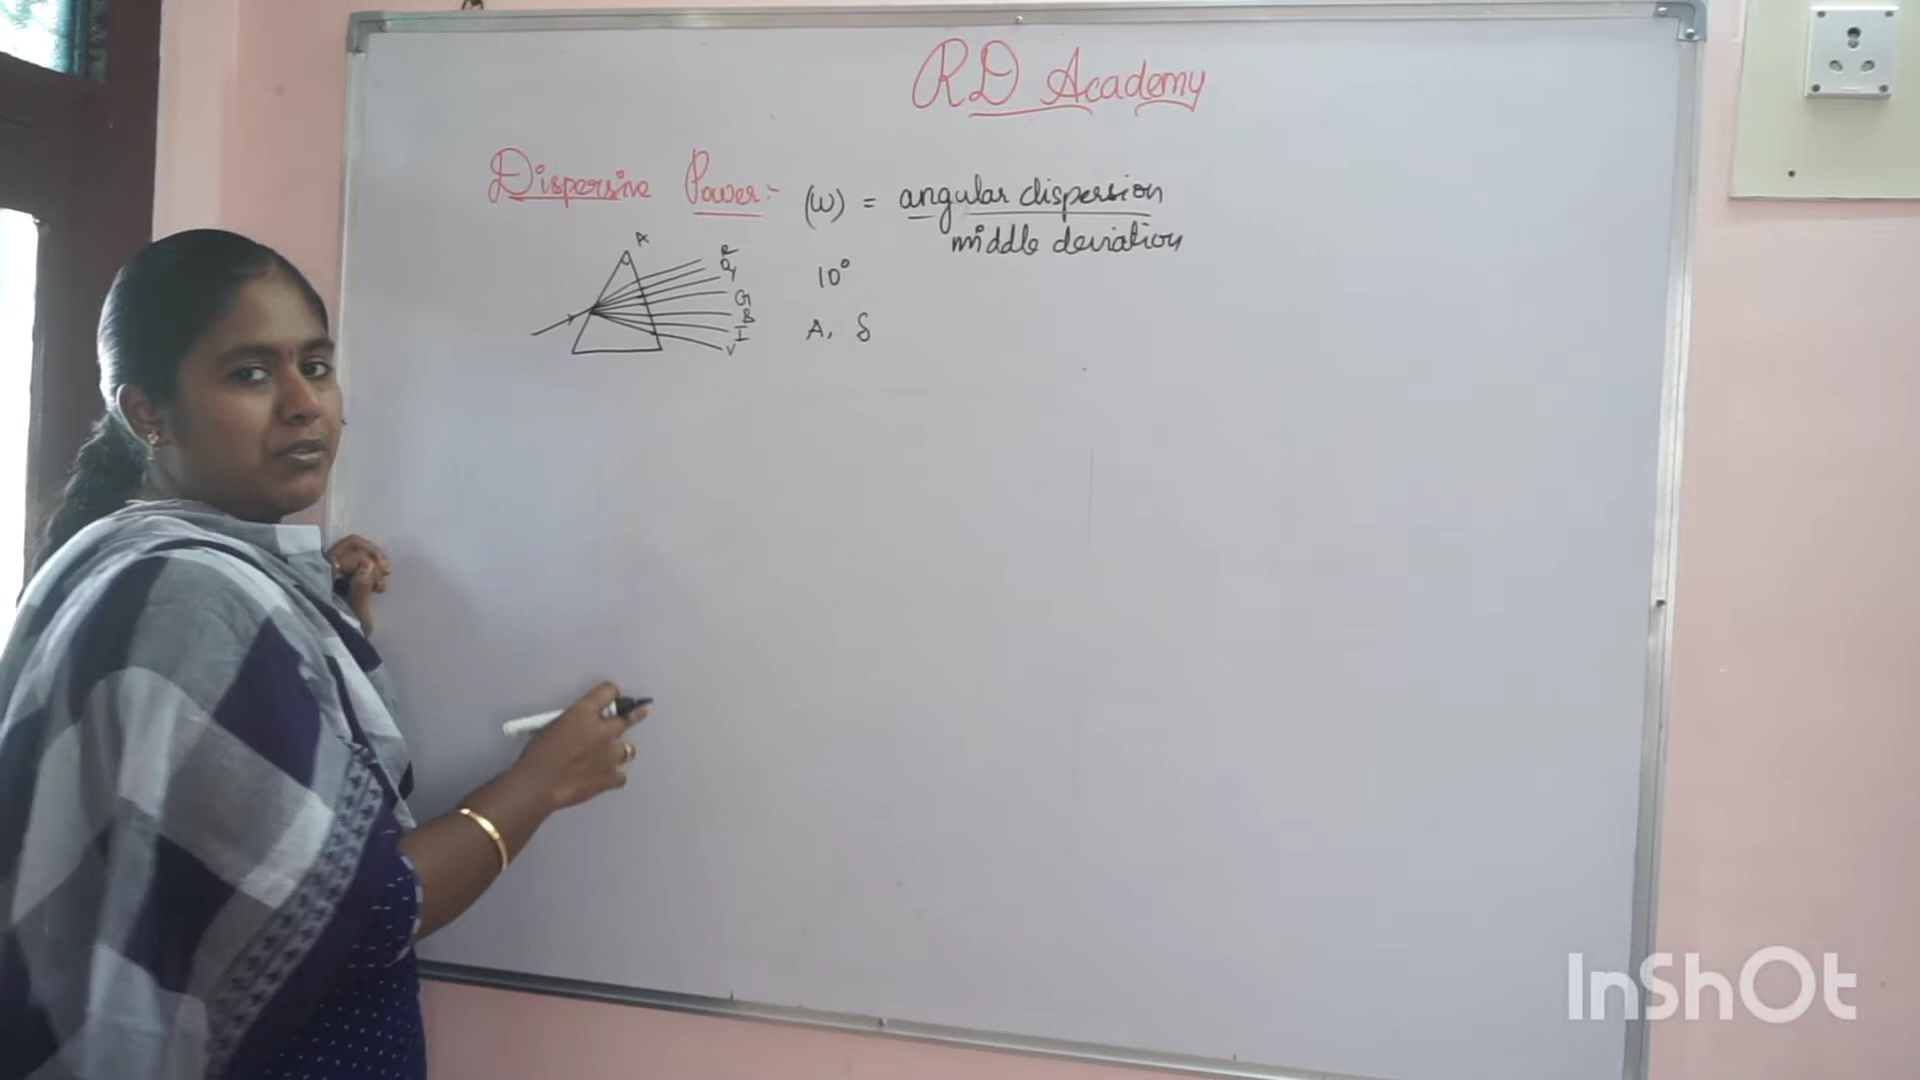 RD Academy
Dispersive Power:- (ω) = angular dispersion
middle deviation
A
R
O
Y
G
B
I
V
10°
A, δ
InShOt